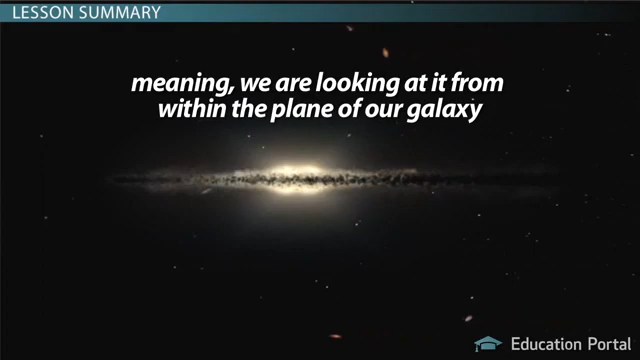 LESSON SUMMARY
meaning, we are looking at it from
within the plane of our galaxy
Education Portal